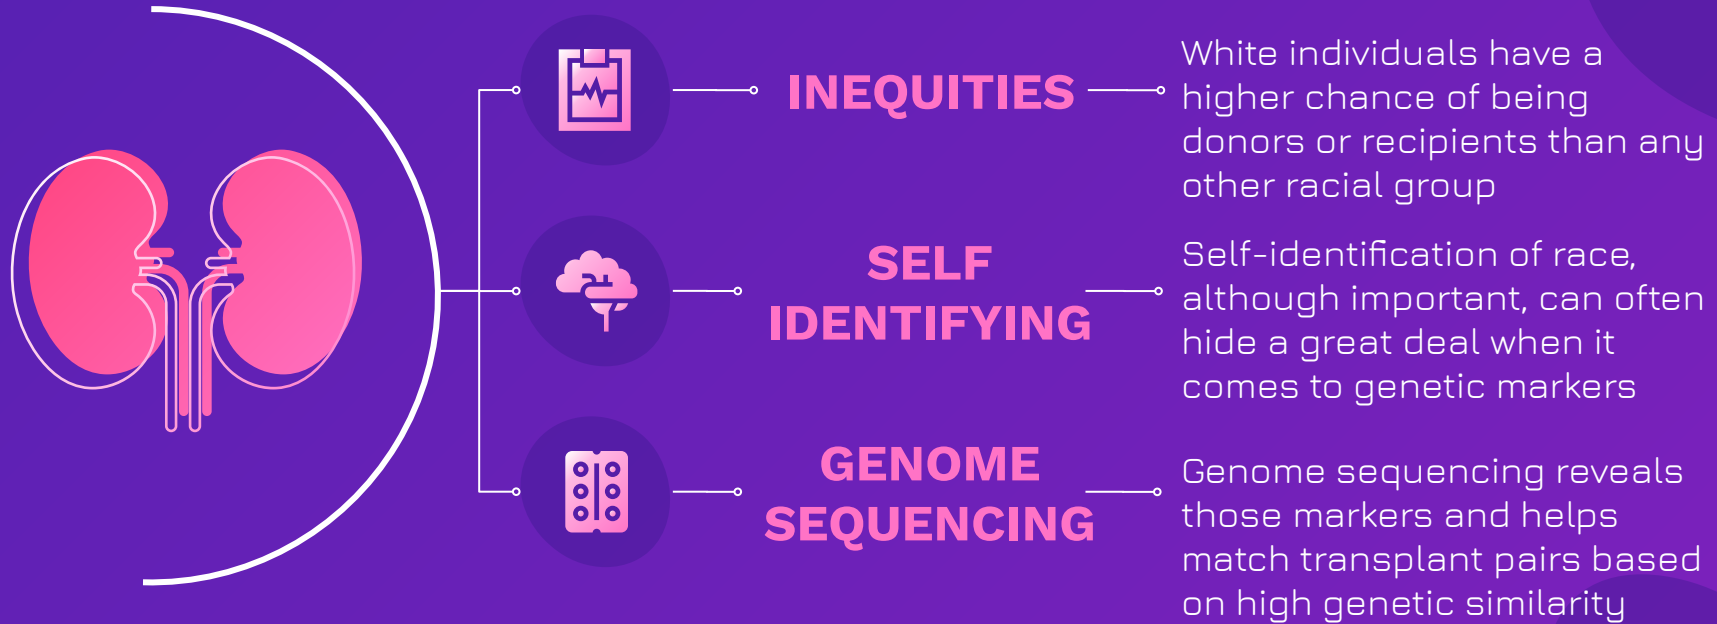 INEQUITIES
White individuals have a
higher chance of being
donors or recipients than any
other racial group
SELF
IDENTIFYING
Self-identification of race,
although important, can often
hide a great deal when it
comes to genetic markers
GENOME
SEQUENCING
Genome sequencing reveals
those markers and helps
match transplant pairs based
on high genetic similarity